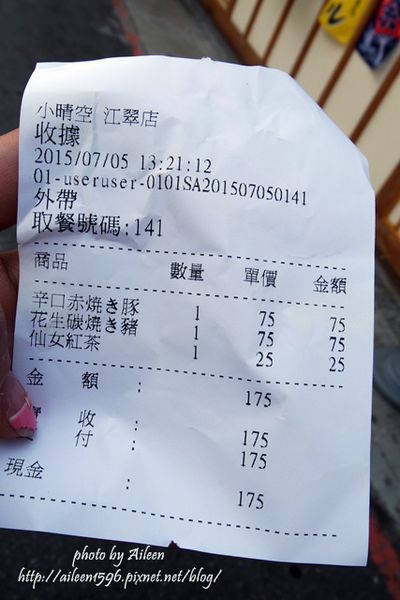 小晴空 江翠店
收據
2015/07/05 13:21:12
01-useruser-0101SA201507050141
外帶
取餐號碼:141
商品 數量 單價 金額
辛口赤焼き豚 1 75 75
花生碳焼き豬 1 75 75
仙女紅茶 1 25 25
金 額 : 175
收 : 175
付 : 175
現金 : 175
photo by Aileen
http://aileen1596.pixnet.net/blog/
ル